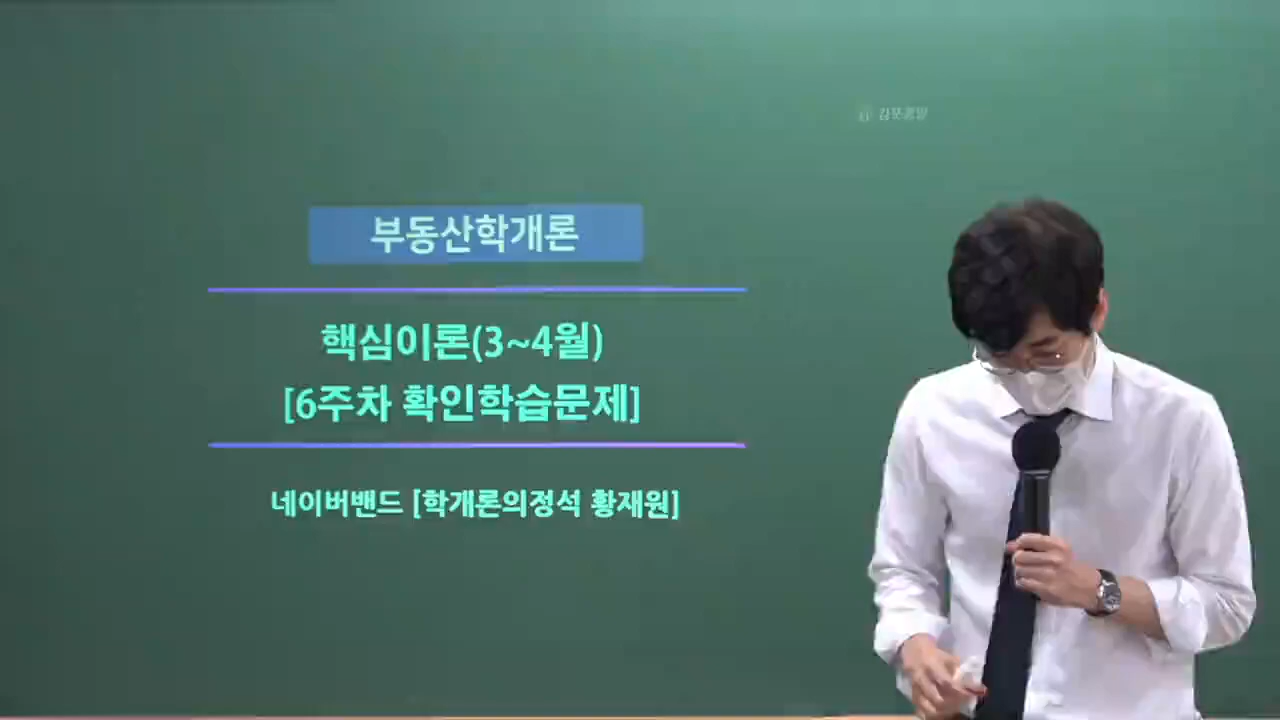 부동산학개론
핵심이론(3~4월)
[6주차 확인학습문제]
네이버밴드 [학개론의정석 황재원]